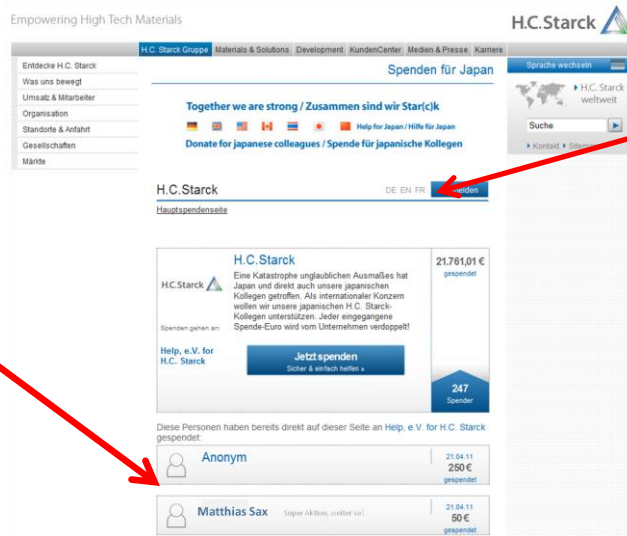 Empowering High Tech Materials
H.C.Starck
H.C. Starck Gruppe Materials & Solutions Development KundenCenter Medien & Presse Karriere
Entdecke H.C. Starck
Was uns bewegt
Umsatz & Mitarbeiter
Organisation
Standorte & Anfahrt
Gesellschaften
Märkte
Spenden für Japan
Sprache wechseln
H.C. Starck
weltweit
Suche
Kontakt
Together we are strong / Zusammen sind wir Star(c)k
Help for Japan / Hilfe für Japan
Donate for japanese colleagues / Spende für japanische Kollegen
H.C.Starck
DE EN FR
Hauptspendenseite
H.C.Starck
H.C.Starck
Eine Katastrophe unglaublichen Ausmaßes hat
Japan und direkt auch unsere japanischen
Kollegen getroffen. Als internationaler Konzern
wollen wir unsere japanischen H.C. Starck-
Kollegen unterstützen. Jeder eingegangene
Spende-Euro wird vom Unternehmen verdoppelt!
Spenden gehen an:
Help, e.V. for
H.C. Starck
Jetzt spenden
Sicher & einfach helfen »
21.761,01 €
gespendet
247
Spender
Diese Personen haben bereits direkt auf dieser Seite an Help, e.V. for H.C. Starck
gespendet:
Anonym
21.04.11
250 €
gespendet
Matthias Sax Super Aktion, weiter so!
21.04.11
50 €
gespendet